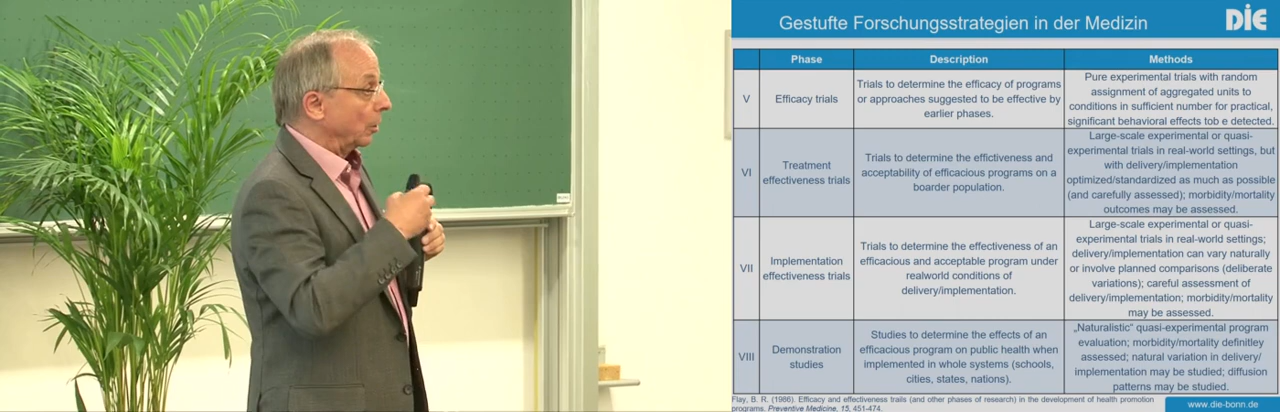 Gestufte Forschungsstrategien in der Medizin
DIE
Phase
Description
Methods
V
Efficacy trials
Trials to determine the efficacy of programs
or approaches suggested to be effective by
earlier phases.
Pure experimental trials with random
assignment of aggregated units to
conditions in sufficient number for practical,
significant behavioral effects tob e detected.
VI
Treatment
effectiveness trials
Trials to determine the effictiveness and
acceptability of efficacious programs on a
boarder population.
Large-scale experimental or quasi-
experimental trials in real-world settings, but
with delivery/implementation
optimized/standardized as much as possible
(and carefully assessed); morbidity/mortality
outcomes may be assessed.
VII
Implementation
effectiveness trials
Trials to determine the effectiveness of an
efficacious and acceptable program under
realworld conditions of
delivery/implementation.
Large-scale experimental or quasi-
experimental trials in real-world settings;
delivery/implementation can vary naturally
or involve planned comparisons (deliberate
variations); careful assessment of
delivery/implementation; morbidity/mortality
may be assessed.
VIII
Demonstration
studies
Studies to determine the effects of an
efficacious program on public health when
implemented in whole systems (schools,
cities, states, nations).
„Naturalistic“ quasi-experimental program
evaluation; morbidity/mortality definitley
assessed; natural variation in delivery/
implementation may be studied; diffusion
patterns may be studied.
Flay, B. R. (1986). Efficacy and effectiveness trails (and other phases of research) in the development of health promotion
programs. Preventive Medicine, 15, 451-474.
www.die-bonn.de